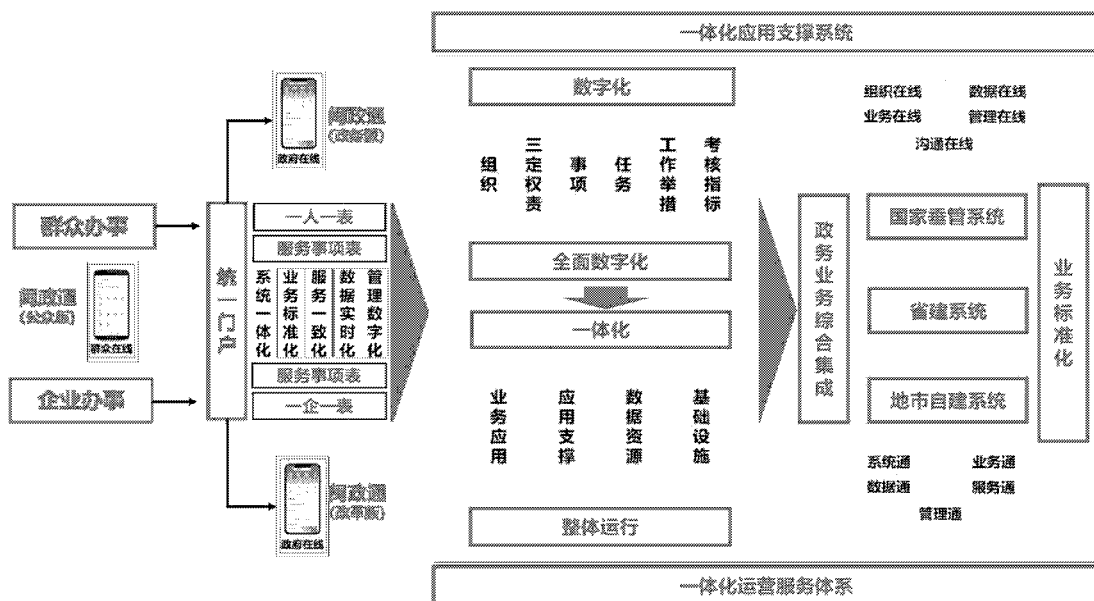 一体化应用支撑系统
数字化
组织在线 数据在线
业务在线 管理在线
沟通在线
闽政通
政府在线
组织
三定权责
事项
任务
工作举措
考核指标
群众办事
闽政通
(公众版)
群众在线
企业办事
统一门户
一人一表
服务事项表
系统一体化
业务标准化
服务一致化
数据实时化
管理数字化
服务事项表
一企一表
全面数字化
一体化
政务业务综合集成
国家垂管系统
省建系统
地市自建系统
业务标准化
业务应用
应用支撑
数据资源
基础设施
系统通 业务通
数据通 服务通
管理通
闽政通
政府在线
整体运行
一体化运营服务体系